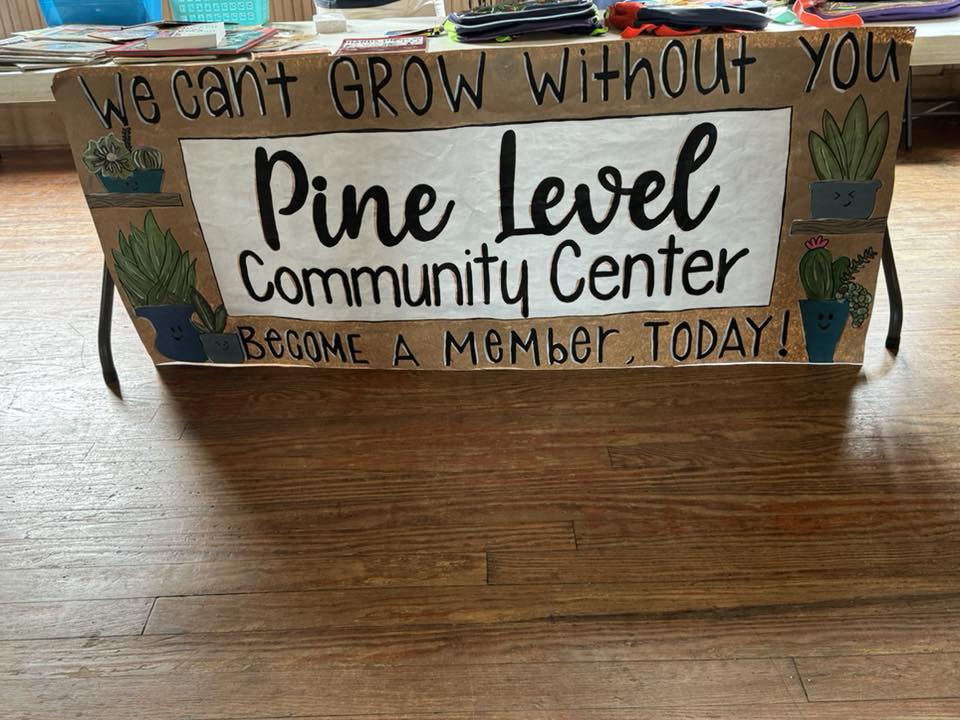 We can't GROW without YOU
Pine Level
Community Center
Become A Member, TODAY!